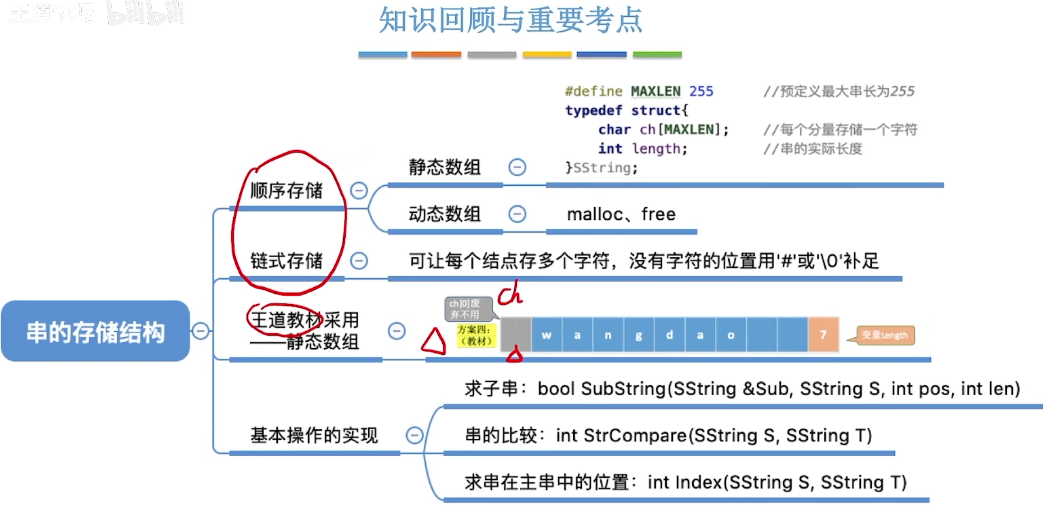 bilibili
知识回顾与重要考点
#define MAXLEN 255 //预定义最大串长为255
typedef struct{
char ch[MAXLEN]; //每个分量存储一个字符
int length; //串的实际长度
}SString;
顺序存储
静态数组
动态数组
malloc、free
链式存储
可让每个结点存多个字符，没有字符的位置用'#'或'\0'补足
串的存储结构
王道教材采用
——静态数组
ch[0]废
弃不用
ch
方案四：
（教材）
w a n g d a o 7
变量Length
基本操作的实现
求子串：bool SubString(SString &Sub, SString S, int pos, int len)
串的比较：int StrCompare(SString S, SString T)
求串在主串中的位置：int Index(SString S, SString T)